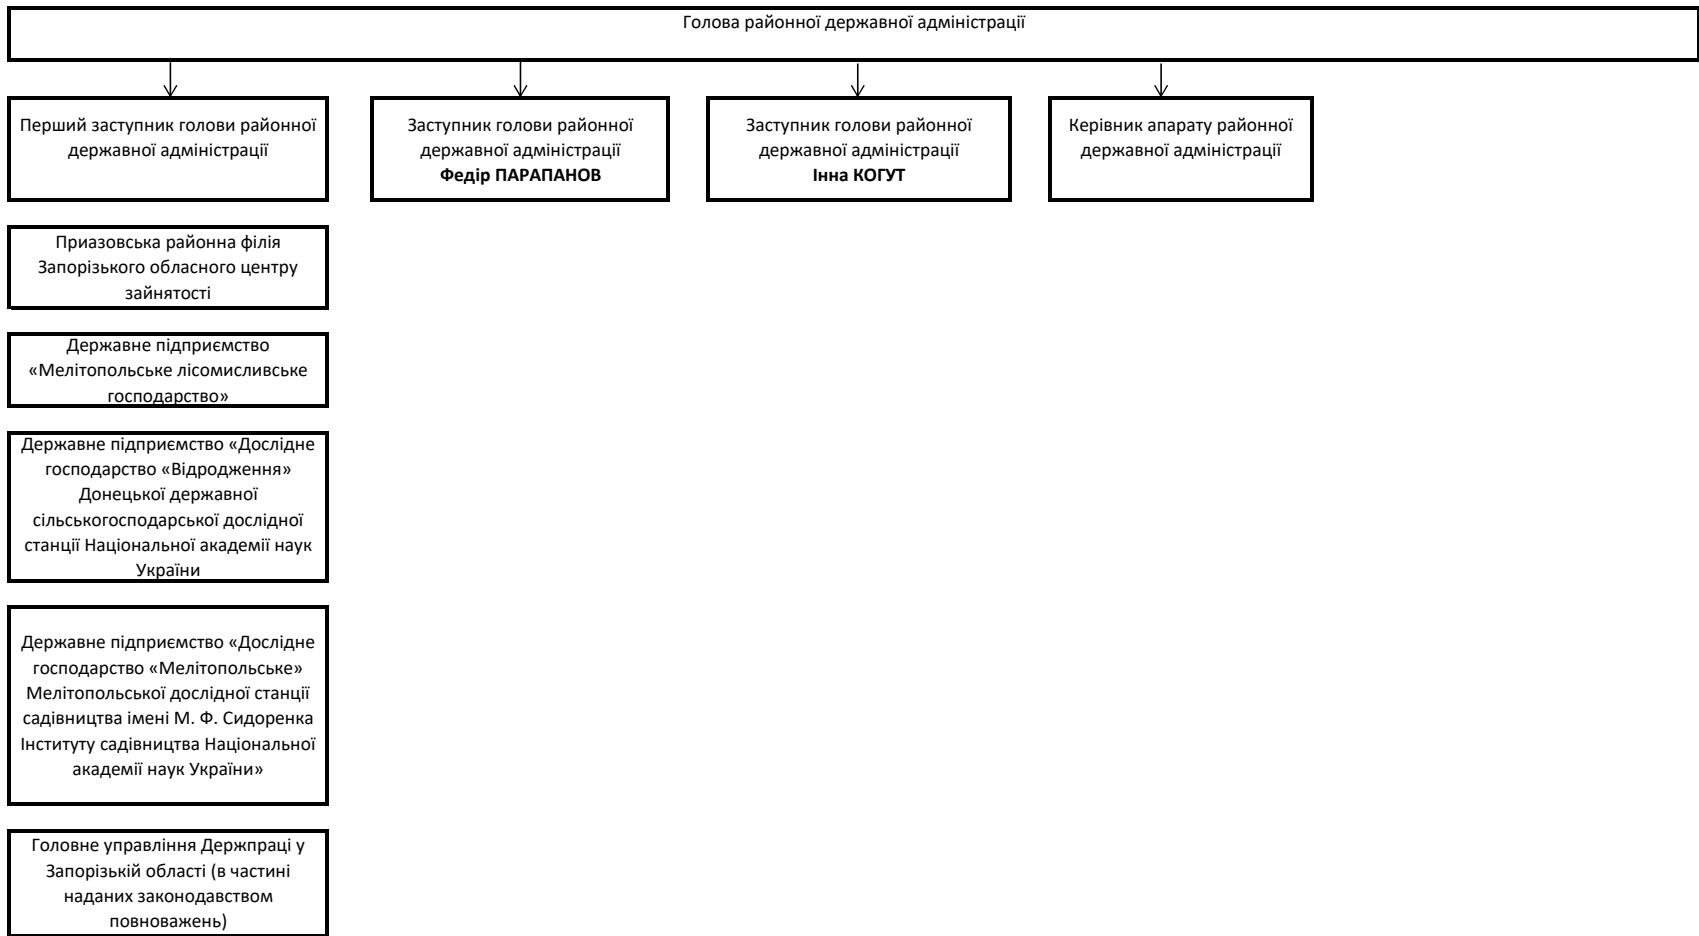 Голова районної державної адміністрації
Перший заступник голови районної
державної адміністрації
Заступник голови районної
державної адміністрації
Федір ПАРАПАНОВ
Заступник голови районної
державної адміністрації
Інна КОГУТ
Керівник апарату районної
державної адміністрації
Приазовська районна філія
Запорізького обласного центру
зайнятості
Державне підприємство
«Мелітопольське лісомисливське
господарство»
Державне підприємство «Дослідне
господарство «Відродження»
Донецької державної
сільськогосподарської дослідної
станції Національної академії наук
України
Державне підприємство «Дослідне
господарство «Мелітопольське»
Мелітопольської дослідної станції
садівництва імені М. Ф. Сидоренка
Інституту садівництва Національної
академії наук України»
Головне управління Держпраці у
Запорізькій області (в частині
наданих законодавством
повноважень)